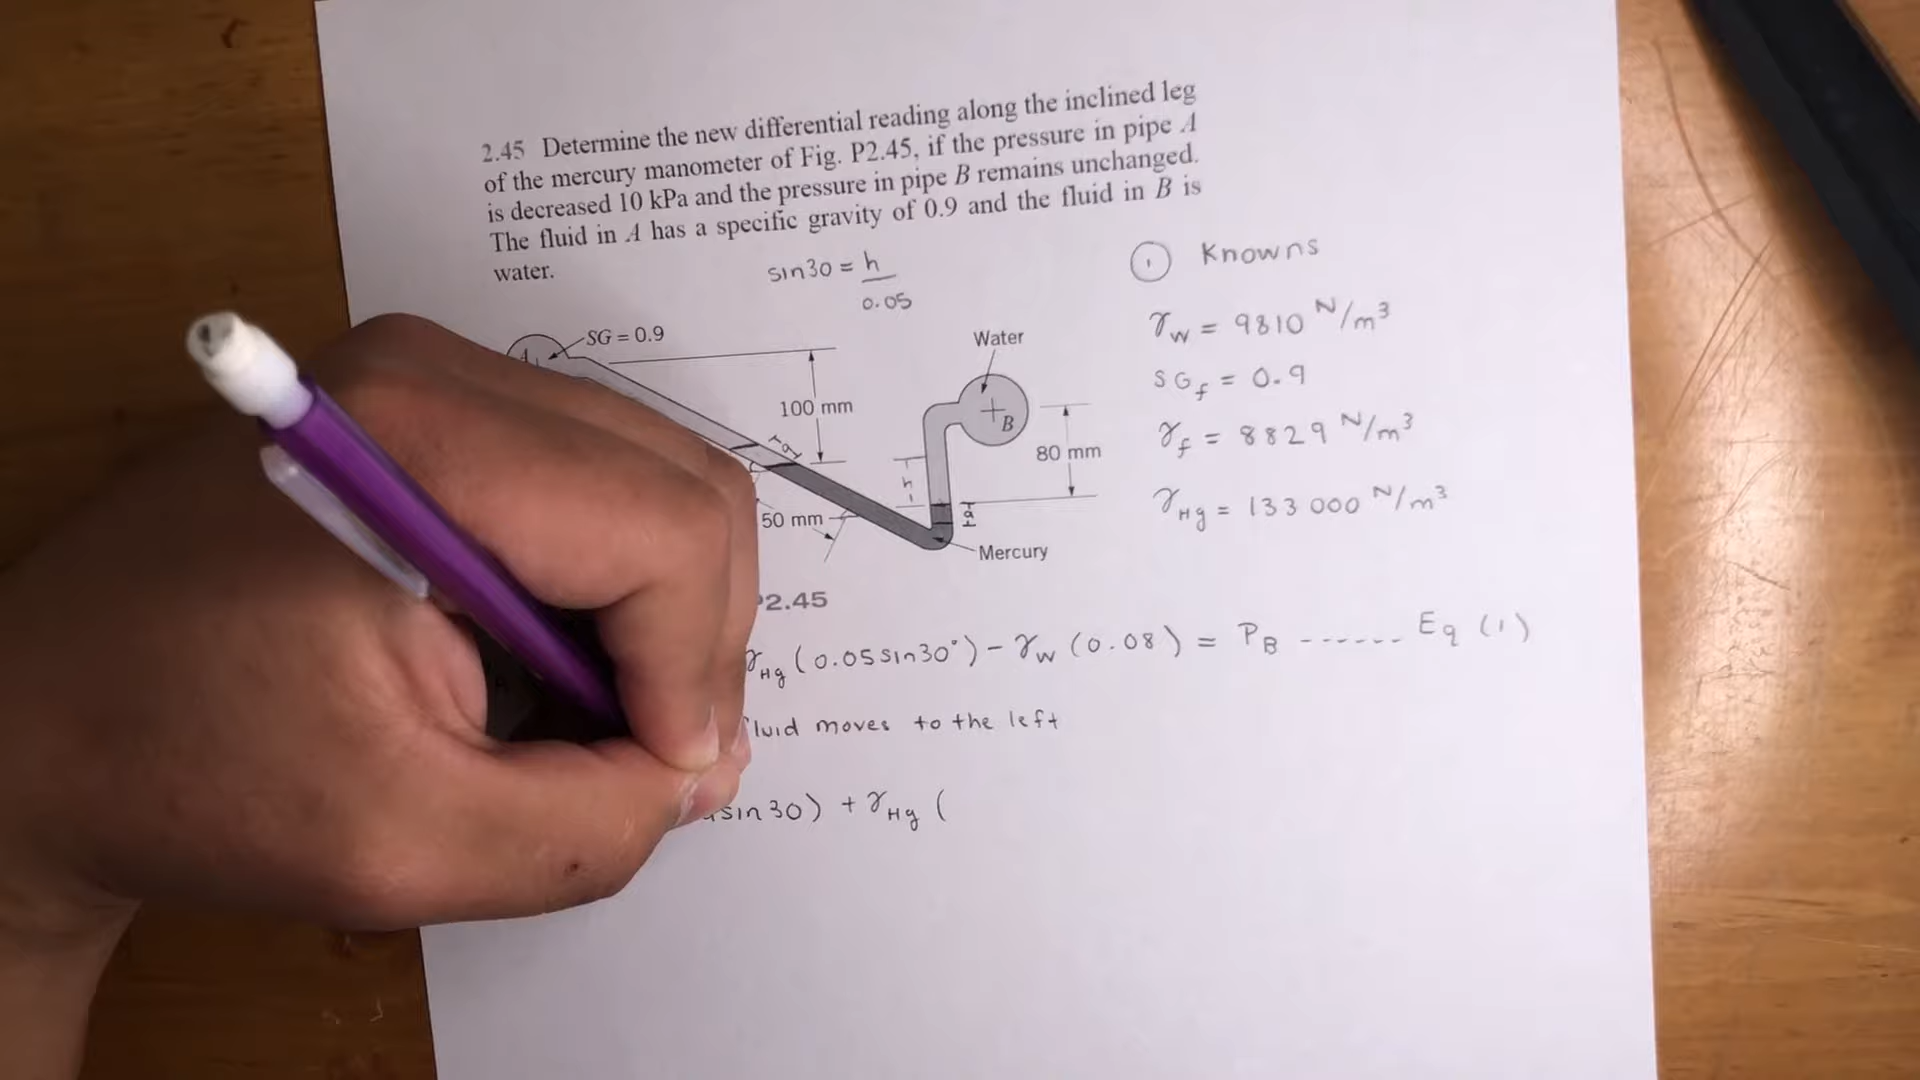 2.45 Determine the new differential reading along the inclined leg
of the mercury manometer of Fig. P2.45, if the pressure in pipe A
is decreased 10 kPa and the pressure in pipe B remains unchanged.
The fluid in A has a specific gravity of 0.9 and the fluid in B is
water.
sin30 = h
0.05
① Knowns
γw = 9810 N/m³
SGf = 0.9
γf = 8829 N/m³
γHg = 133 000 N/m³
SG = 0.9
Water
100 mm
a
B
80 mm
h
50 mm
a
Mercury
2.45
γHg (0.05sin30°) - γw (0.08) = PB ------ Eq (1)
fluid moves to the left
sin30) + γHg (